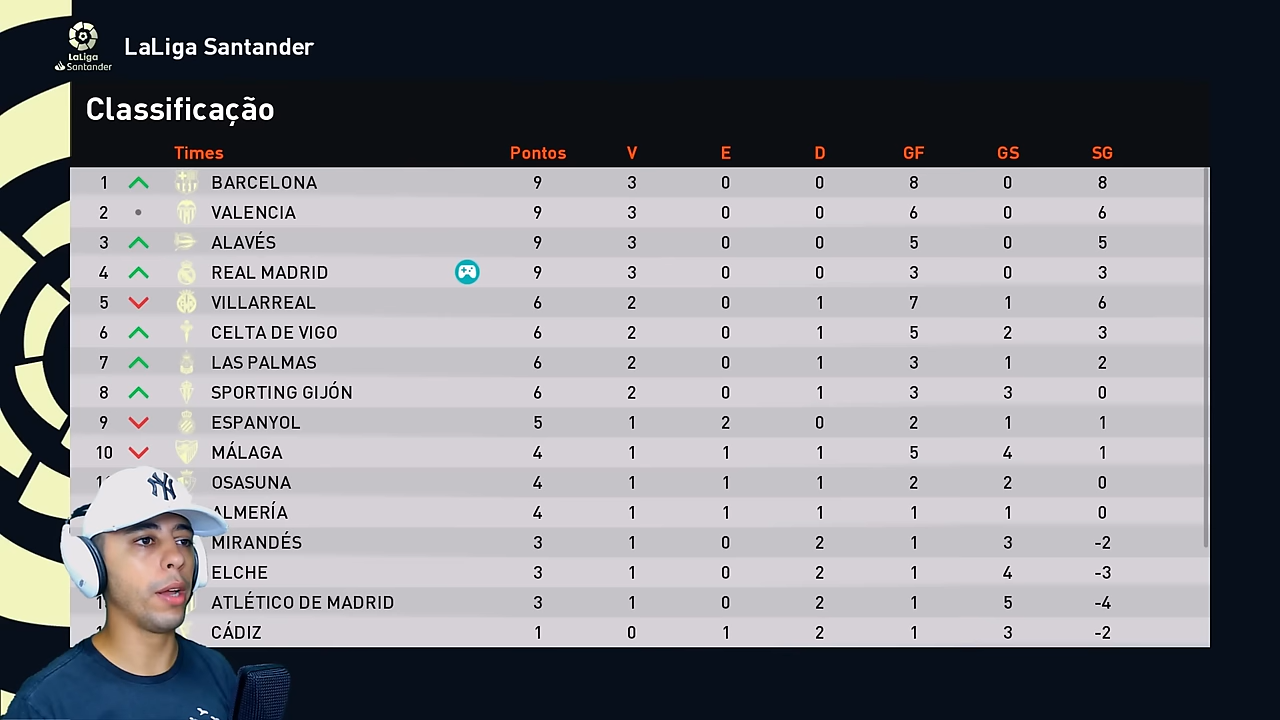 LaLiga Santander
LaLiga
Santander
Classificação
Times Pontos V E D GF GS SG
1 BARCELONA 9 3 0 0 8 0 8
2 VALENCIA 9 3 0 0 6 0 6
3 ALAVÉS 9 3 0 0 5 0 5
4 REAL MADRID 9 3 0 0 3 0 3
5 VILLARREAL 6 2 0 1 7 1 6
6 CELTA DE VIGO 6 2 0 1 5 2 3
7 LAS PALMAS 6 2 0 1 3 1 2
8 SPORTING GIJÓN 6 2 0 1 3 3 0
9 ESPANYOL 5 1 2 0 2 1 1
10 MÁLAGA 4 1 1 1 5 4 1
OSASUNA 4 1 1 1 2 2 0
ALMERÍA 4 1 1 1 1 1 0
MIRANDÉS 3 1 0 2 1 3 -2
ELCHE 3 1 0 2 1 4 -3
ATLÉTICO DE MADRID 3 1 0 2 1 5 -4
CÁDIZ 1 0 1 2 1 3 -2
NY